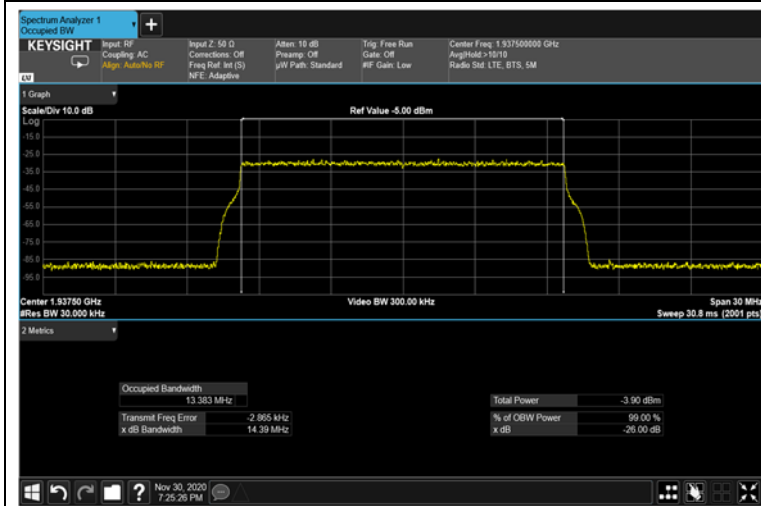 Spectrum Analyzer 1
Occupied BW
+
KEYSIGHT
Input: RF
Coupling: AC
Align: Auto/No RF
Input Z: 50 Ω
Corrections: Off
Freq Ref: Int (S)
NFE: Adaptive
Atten: 10 dB
Preamp: Off
µW Path: Standard
Trig: Free Run
Gate: Off
#IF Gain: Low
Center Freq: 1.937500000 GHz
Avg|Hold:>10/10
Radio Std: LTE, BTS, 5M
1 Graph
Scale/Div 10.0 dB
Ref Value -5.00 dBm
Log
-15.0
-25.0
-35.0
-45.0
-55.0
-65.0
-75.0
-85.0
-95.0
Center 1.93750 GHz
Video BW 300.00 kHz
Span 30 MHz
#Res BW 30.000 kHz
Sweep 30.8 ms (2001 pts)
2 Metrics
Occupied Bandwidth
13.383 MHz
Total Power -3.90 dBm
Transmit Freq Error -2.865 kHz
% of OBW Power 99.00 %
x dB Bandwidth 14.39 MHz
x dB -26.00 dB
?
Nov 30, 2020
7:25:26 PM